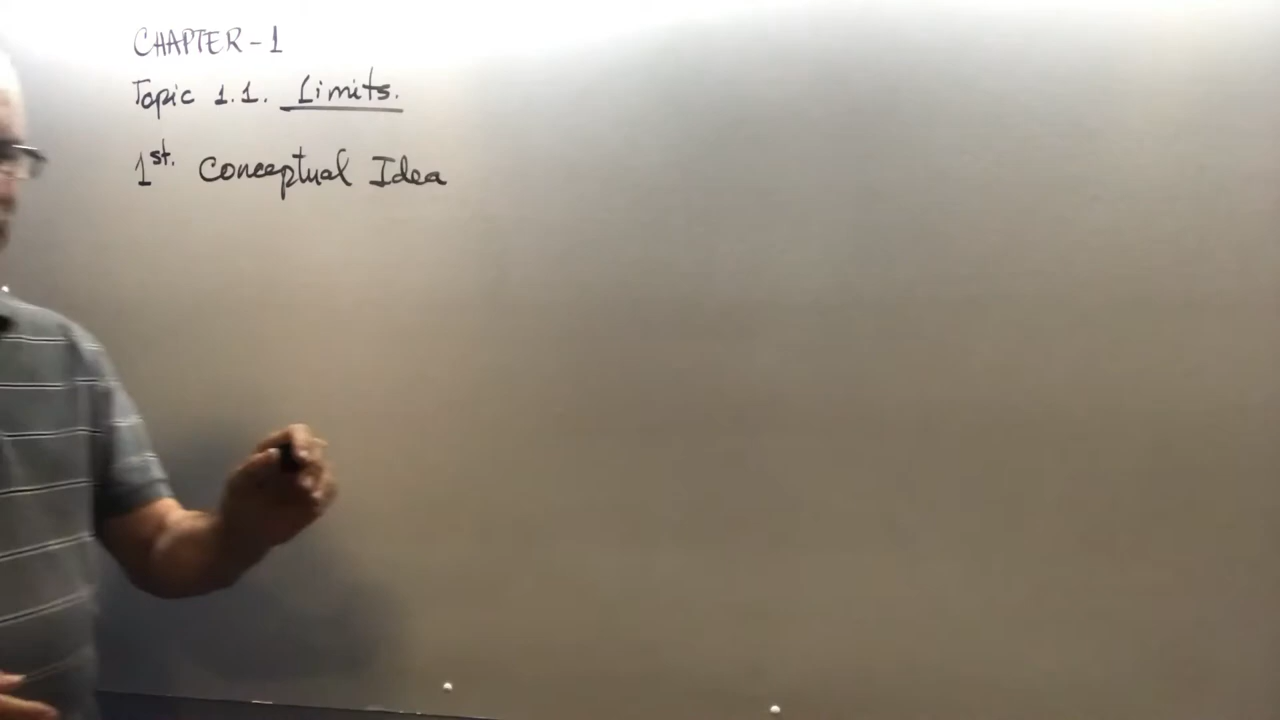 CHAPTER-1
Topic 1.1. Limits.
1st. Conceptual Idea